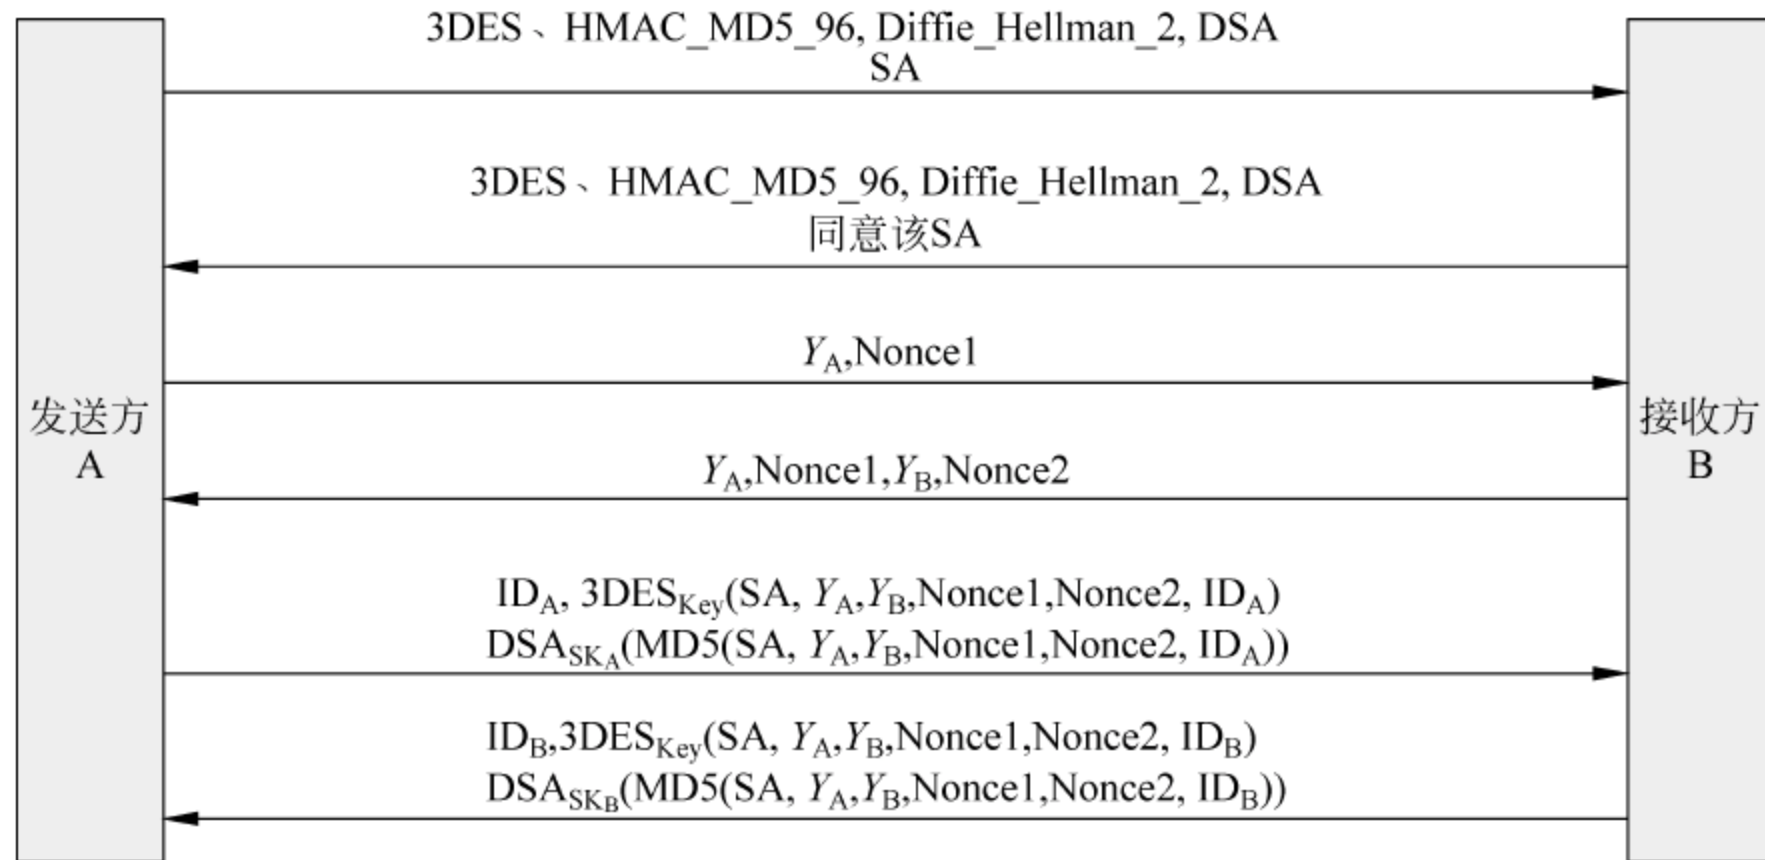 3DES、HMAC_MD5_96, Diffie_Hellman_2, DSA
SA
3DES、HMAC_MD5_96, Diffie_Hellman_2, DSA
同意该SA
YA,Nonce1
发送方
A
接收方
B
YA,Nonce1,YB,Nonce2
IDA, 3DESKey(SA, YA,YB,Nonce1,Nonce2, IDA)
DSASKA(MD5(SA, YA,YB,Nonce1,Nonce2, IDA))
IDB,3DESKey(SA, YA,YB,Nonce1,Nonce2, IDB)
DSASKB(MD5(SA, YA,YB,Nonce1,Nonce2, IDB))